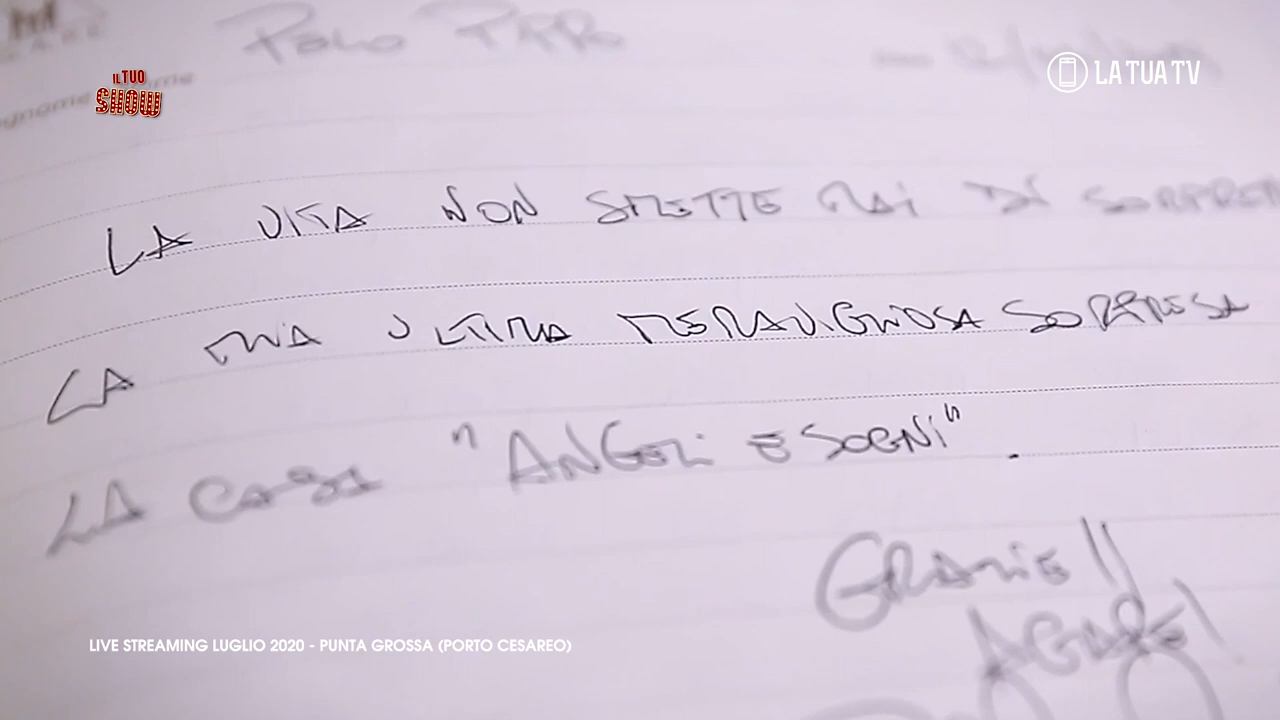 IL TUO
SHOW
LA TUA TV
LA VITA NON SMETTE MAI DI
LA MIA ULTIMA MERAVIGLIOSA SORPRESA
LA CASA "ANGELI E SOGNI".
GRAZIE!!
LIVE STREAMING LUGLIO 2020 - PUNTA GROSSA (PORTO CESAREO)